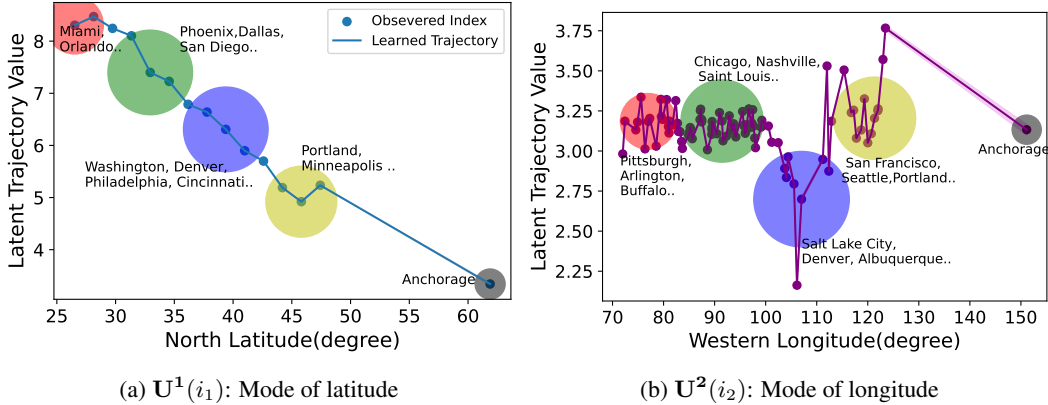 Latent Trajectory Value
8
7
6
5
4
25
30
35
40
45
50
55
60
North Latitude(degree)
Obsevered Index
Learned Trajectory
Miami,
Orlando..
Phoenix,Dallas,
San Diego..
Washington, Denver,
Philadelphia, Cincinnati..
Portland,
Minneapolis ..
Anchorage
(a) U¹(i₁): Mode of latitude
Latent Trajectory Value
3.75
3.50
3.25
3.00
2.75
2.50
2.25
70
80
90
100
110
120
130
140
150
Western Longitude(degree)
Chicago, Nashville,
Saint Louis..
Pittsburgh,
Arlington,
Buffalo..
San Francisco,
Seattle,Portland..
Salt Lake City,
Denver, Albuquerque..
Anchorage
(b) U²(i₂): Mode of longitude